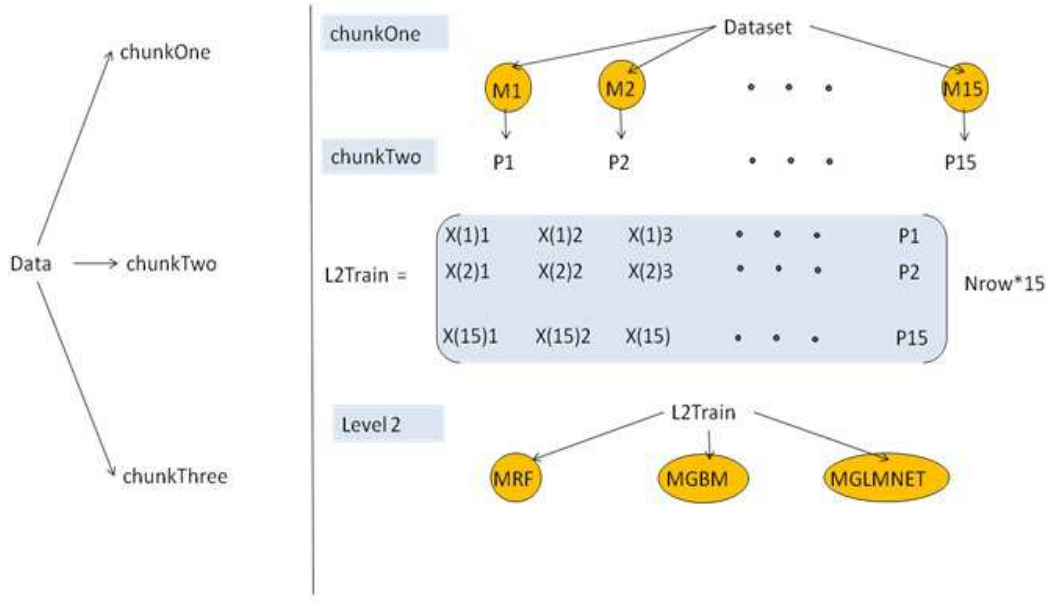 chunkOne
Data
chunkTwo
chunkThree
chunkOne
Dataset
M1 M2 M15
chunkTwo
P1 P2 P15
X(1)1 X(1)2 X(1)3 P1
L2Train = X(2)1 X(2)2 X(2)3 P2 Nrow*15
X(15)1 X(15)2 X(15) P15
Level 2
L2Train
MRF MGBM MGLMNET